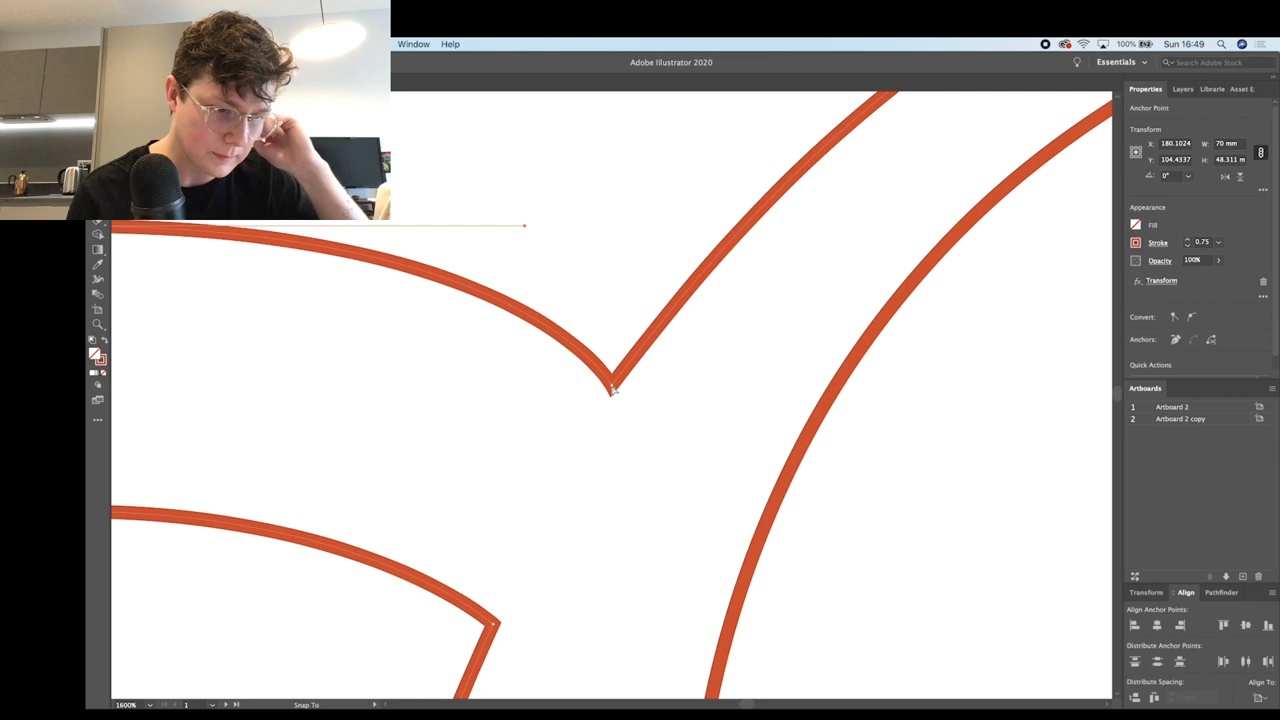 Window Help
100% Sun 16:49
Adobe Illustrator 2020
Essentials
Search Adobe Stock
Properties Layers Librarie Asset E:
Anchor Point
Transform
X: 180.1024 W: 70 mm
Y: 104.4337 H: 48.311 m
0°
Appearance
Fill
Stroke 0.75
Opacity 100%
fx. Transform
Convert:
Anchors:
Quick Actions
Artboards
1 Artboard 2
2 Artboard 2 copy
Transform Align Pathfinder
Align Anchor Points:
Distribute Anchor Points:
Distribute Spacing: Align To:
1600% 1 Snap To